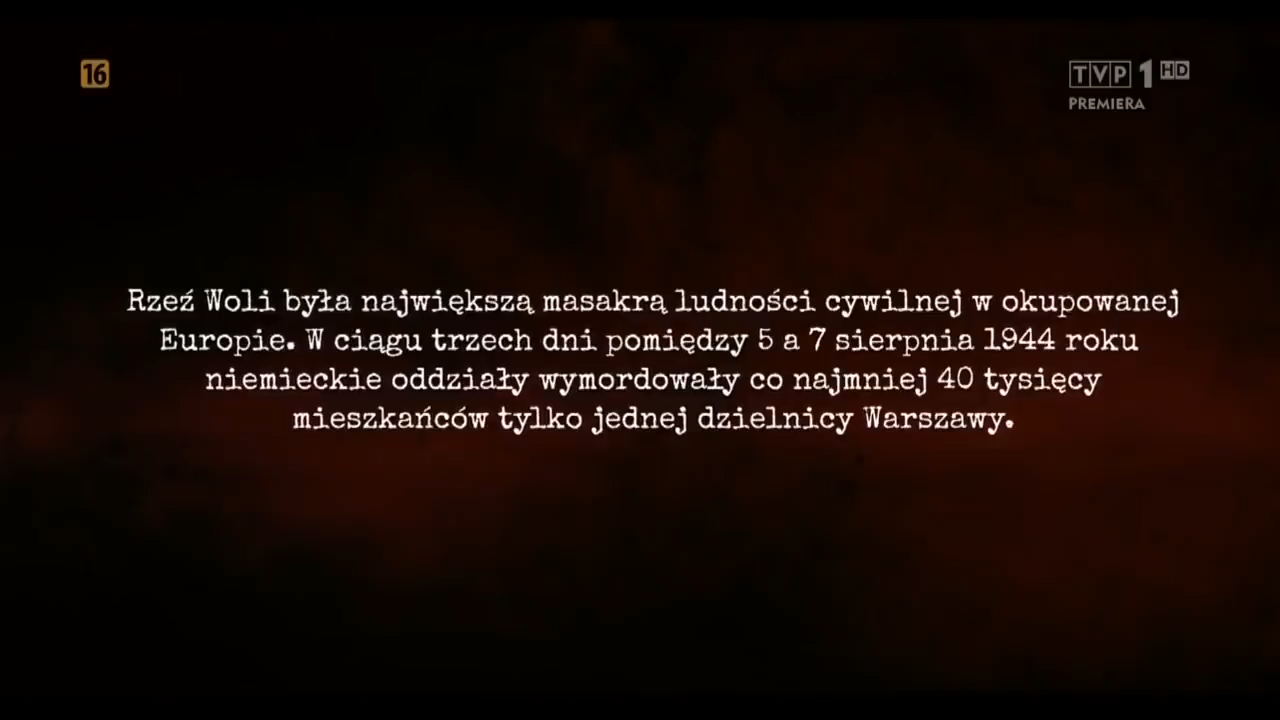 16
TVP 1 HD
PREMIERA
Rzeź Woli była największą masakrą ludności cywilnej w okupowanej
Europie. W ciągu trzech dni pomiędzy 5 a 7 sierpnia 1944 roku
niemieckie oddziały wymordowały co najmniej 40 tysięcy
mieszkańców tylko jednej dzielnicy Warszawy.